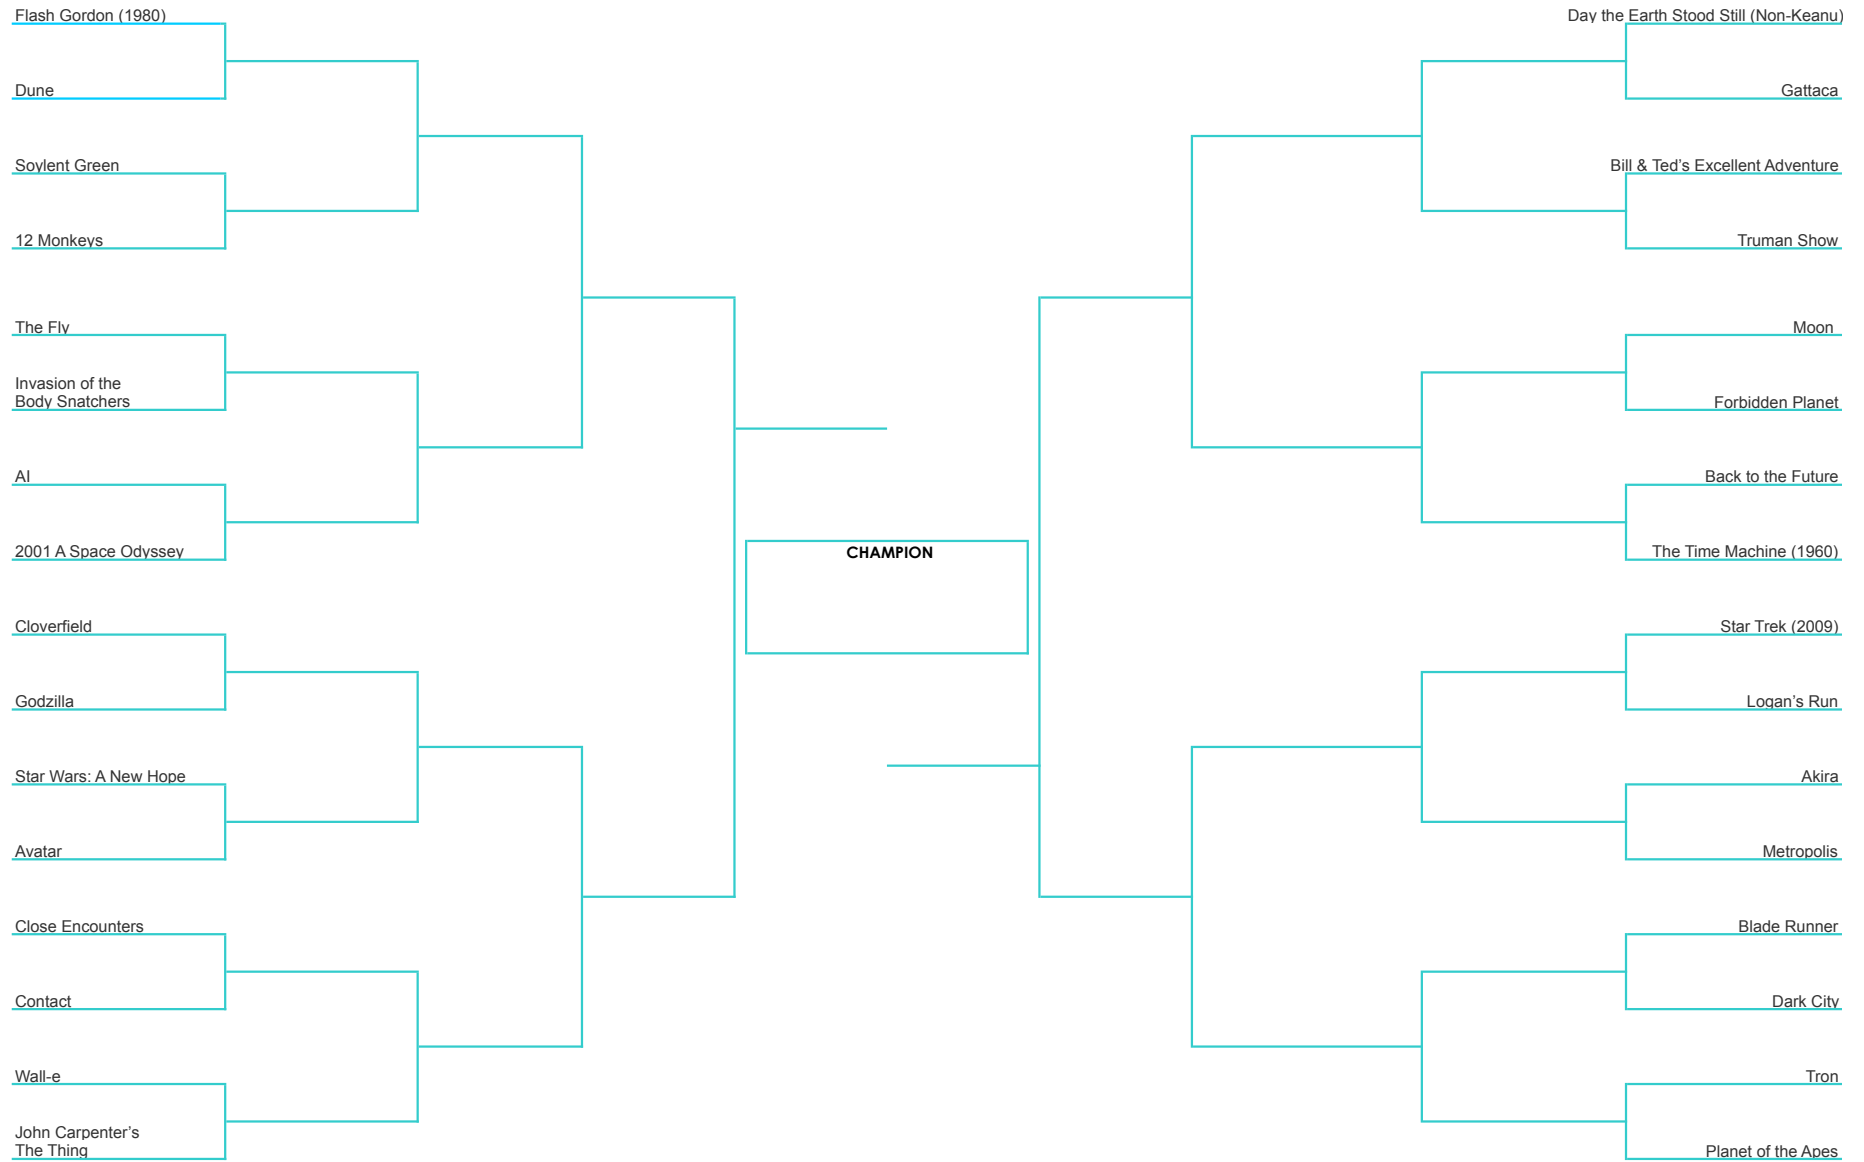 Flash Gordon (1980)
Dune
Soylent Green
12 Monkeys
The Fly
Invasion of the
Body Snatchers
AI
2001 A Space Odyssey
Cloverfield
Godzilla
Star Wars: A New Hope
Avatar
Close Encounters
Contact
Wall-e
John Carpenter’s
The Thing
CHAMPION
Day the Earth Stood Still (Non-Keanu)
Gattaca
Bill & Ted’s Excellent Adventure
Truman Show
Moon
Forbidden Planet
Back to the Future
The Time Machine (1960)
Star Trek (2009)
Logan’s Run
Akira
Metropolis
Blade Runner
Dark City
Tron
Planet of the Apes